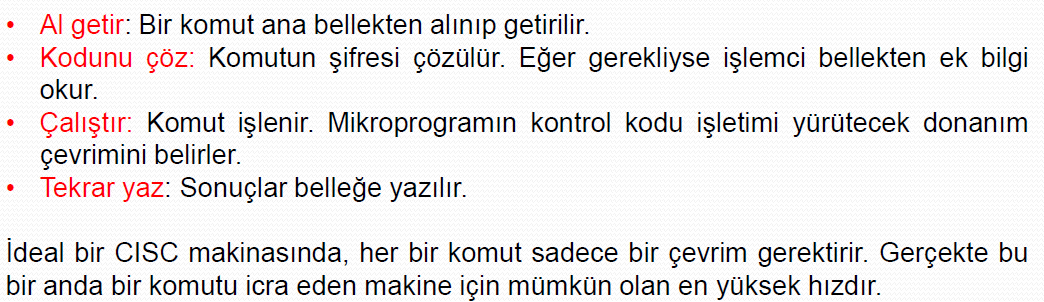 • Al getir: Bir komut ana bellekten alınıp getirilir.
• Kodunu çöz: Komutun şifresi çözülür. Eğer gerekliyse işlemci bellekten ek bilgi
okur.
• Çalıştır: Komut işlenir. Mikroprogramın kontrol kodu işletimi yürütecek donanım
çevrimini belirler.
• Tekrar yaz: Sonuçlar belleğe yazılır.
İdeal bir CISC makinasında, her bir komut sadece bir çevrim gerektirir. Gerçekte bu
bir anda bir komutu icra eden makine için mümkün olan en yüksek hızdır.